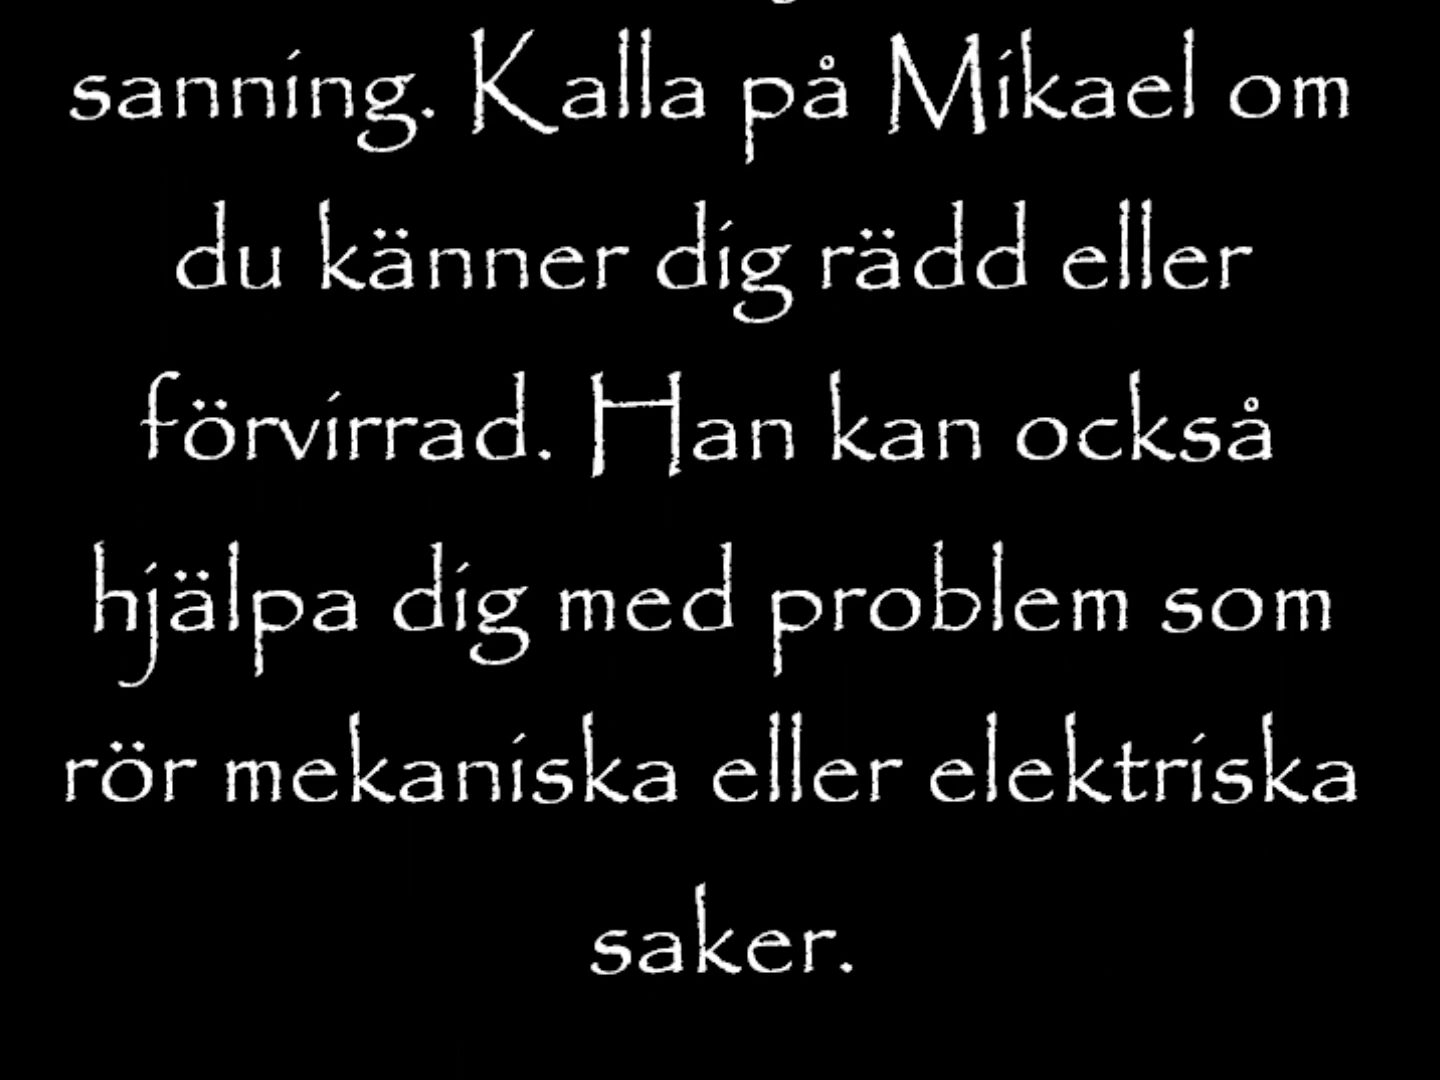 sanning. Kalla på Mikael om
du känner dig rädd eller
förvirrad. Han kan också
hjälpa dig med problem som
rör mekaniska eller elektriska
saker.